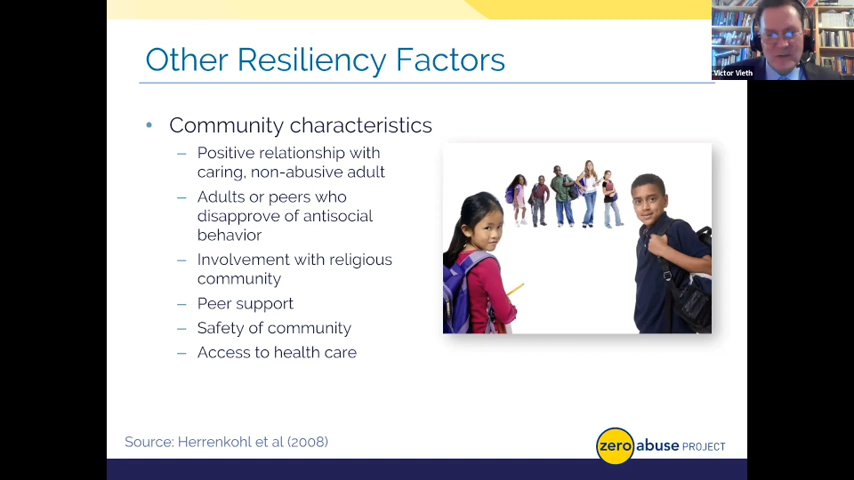 Victor Vieth
Other Resiliency Factors
• Community characteristics
– Positive relationship with
caring, non-abusive adult
– Adults or peers who
disapprove of antisocial
behavior
– Involvement with religious
community
– Peer support
– Safety of community
– Access to health care
Source: Herrenkohl et al (2008)
zero abuse PROJECT